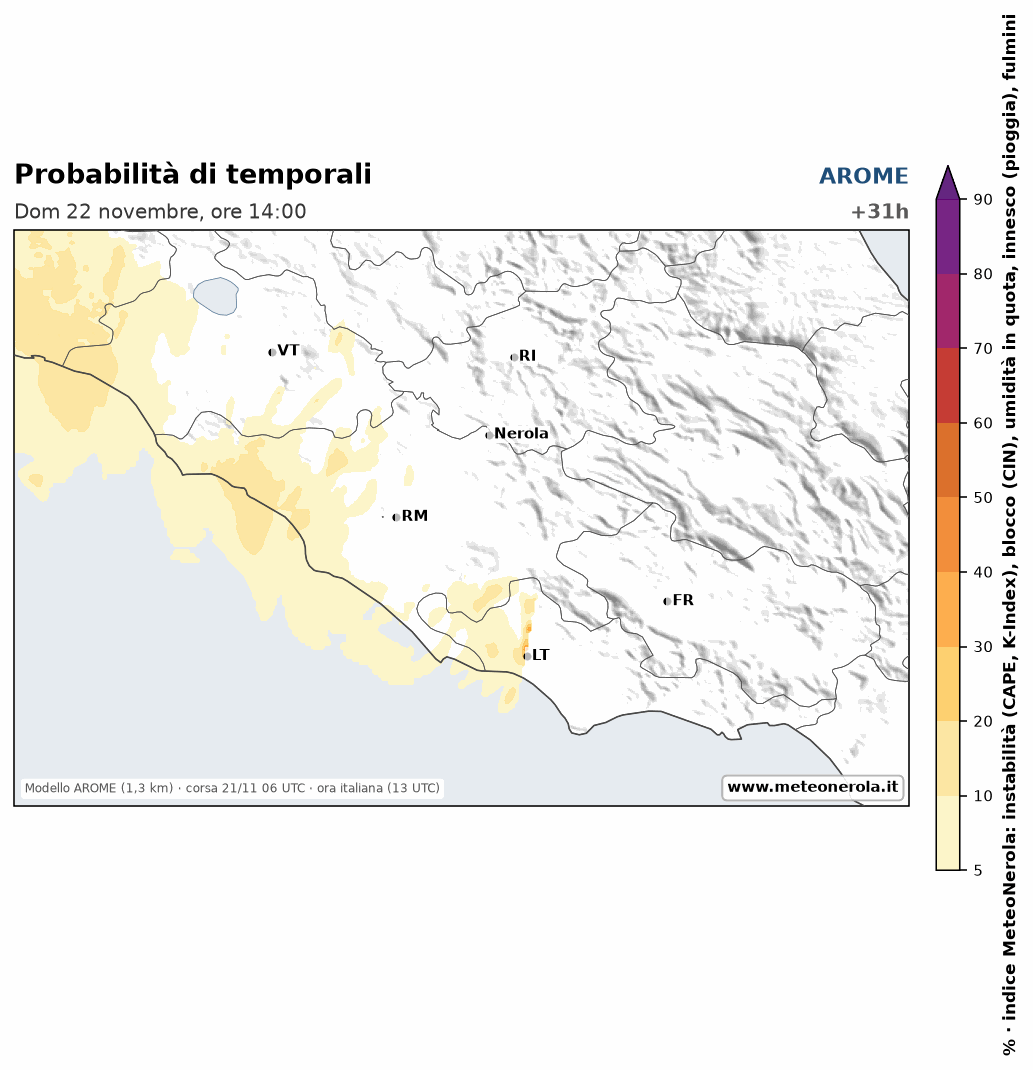 Probabilità di temporali
AROME
Dom 22 novembre, ore 14:00
+31h
VT
RI
Nerola
RM
FR
LT
Modello AROME (1,3 km) · corsa 21/11 06 UTC · ora italiana (13 UTC)
www.meteonerola.it
90
80
70
60
50
40
30
20
10
5
% · indice MeteoNerola: instabilità (CAPE, K-Index), blocco (CIN), umidità in quota, innesco (pioggia), fulmini